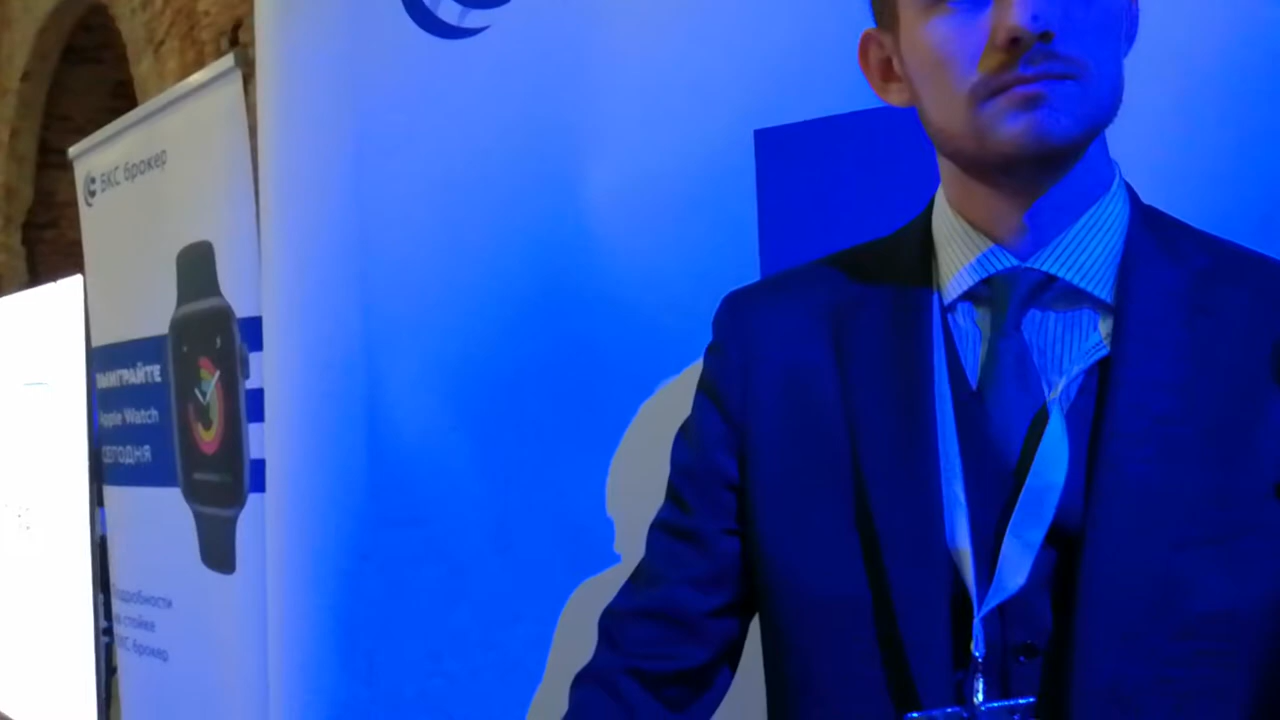 БКС брокер
ВЫИГРАЙТЕ
Apple Watch
СЕГОДНЯ
Подробности
на стойке
БКС брокер